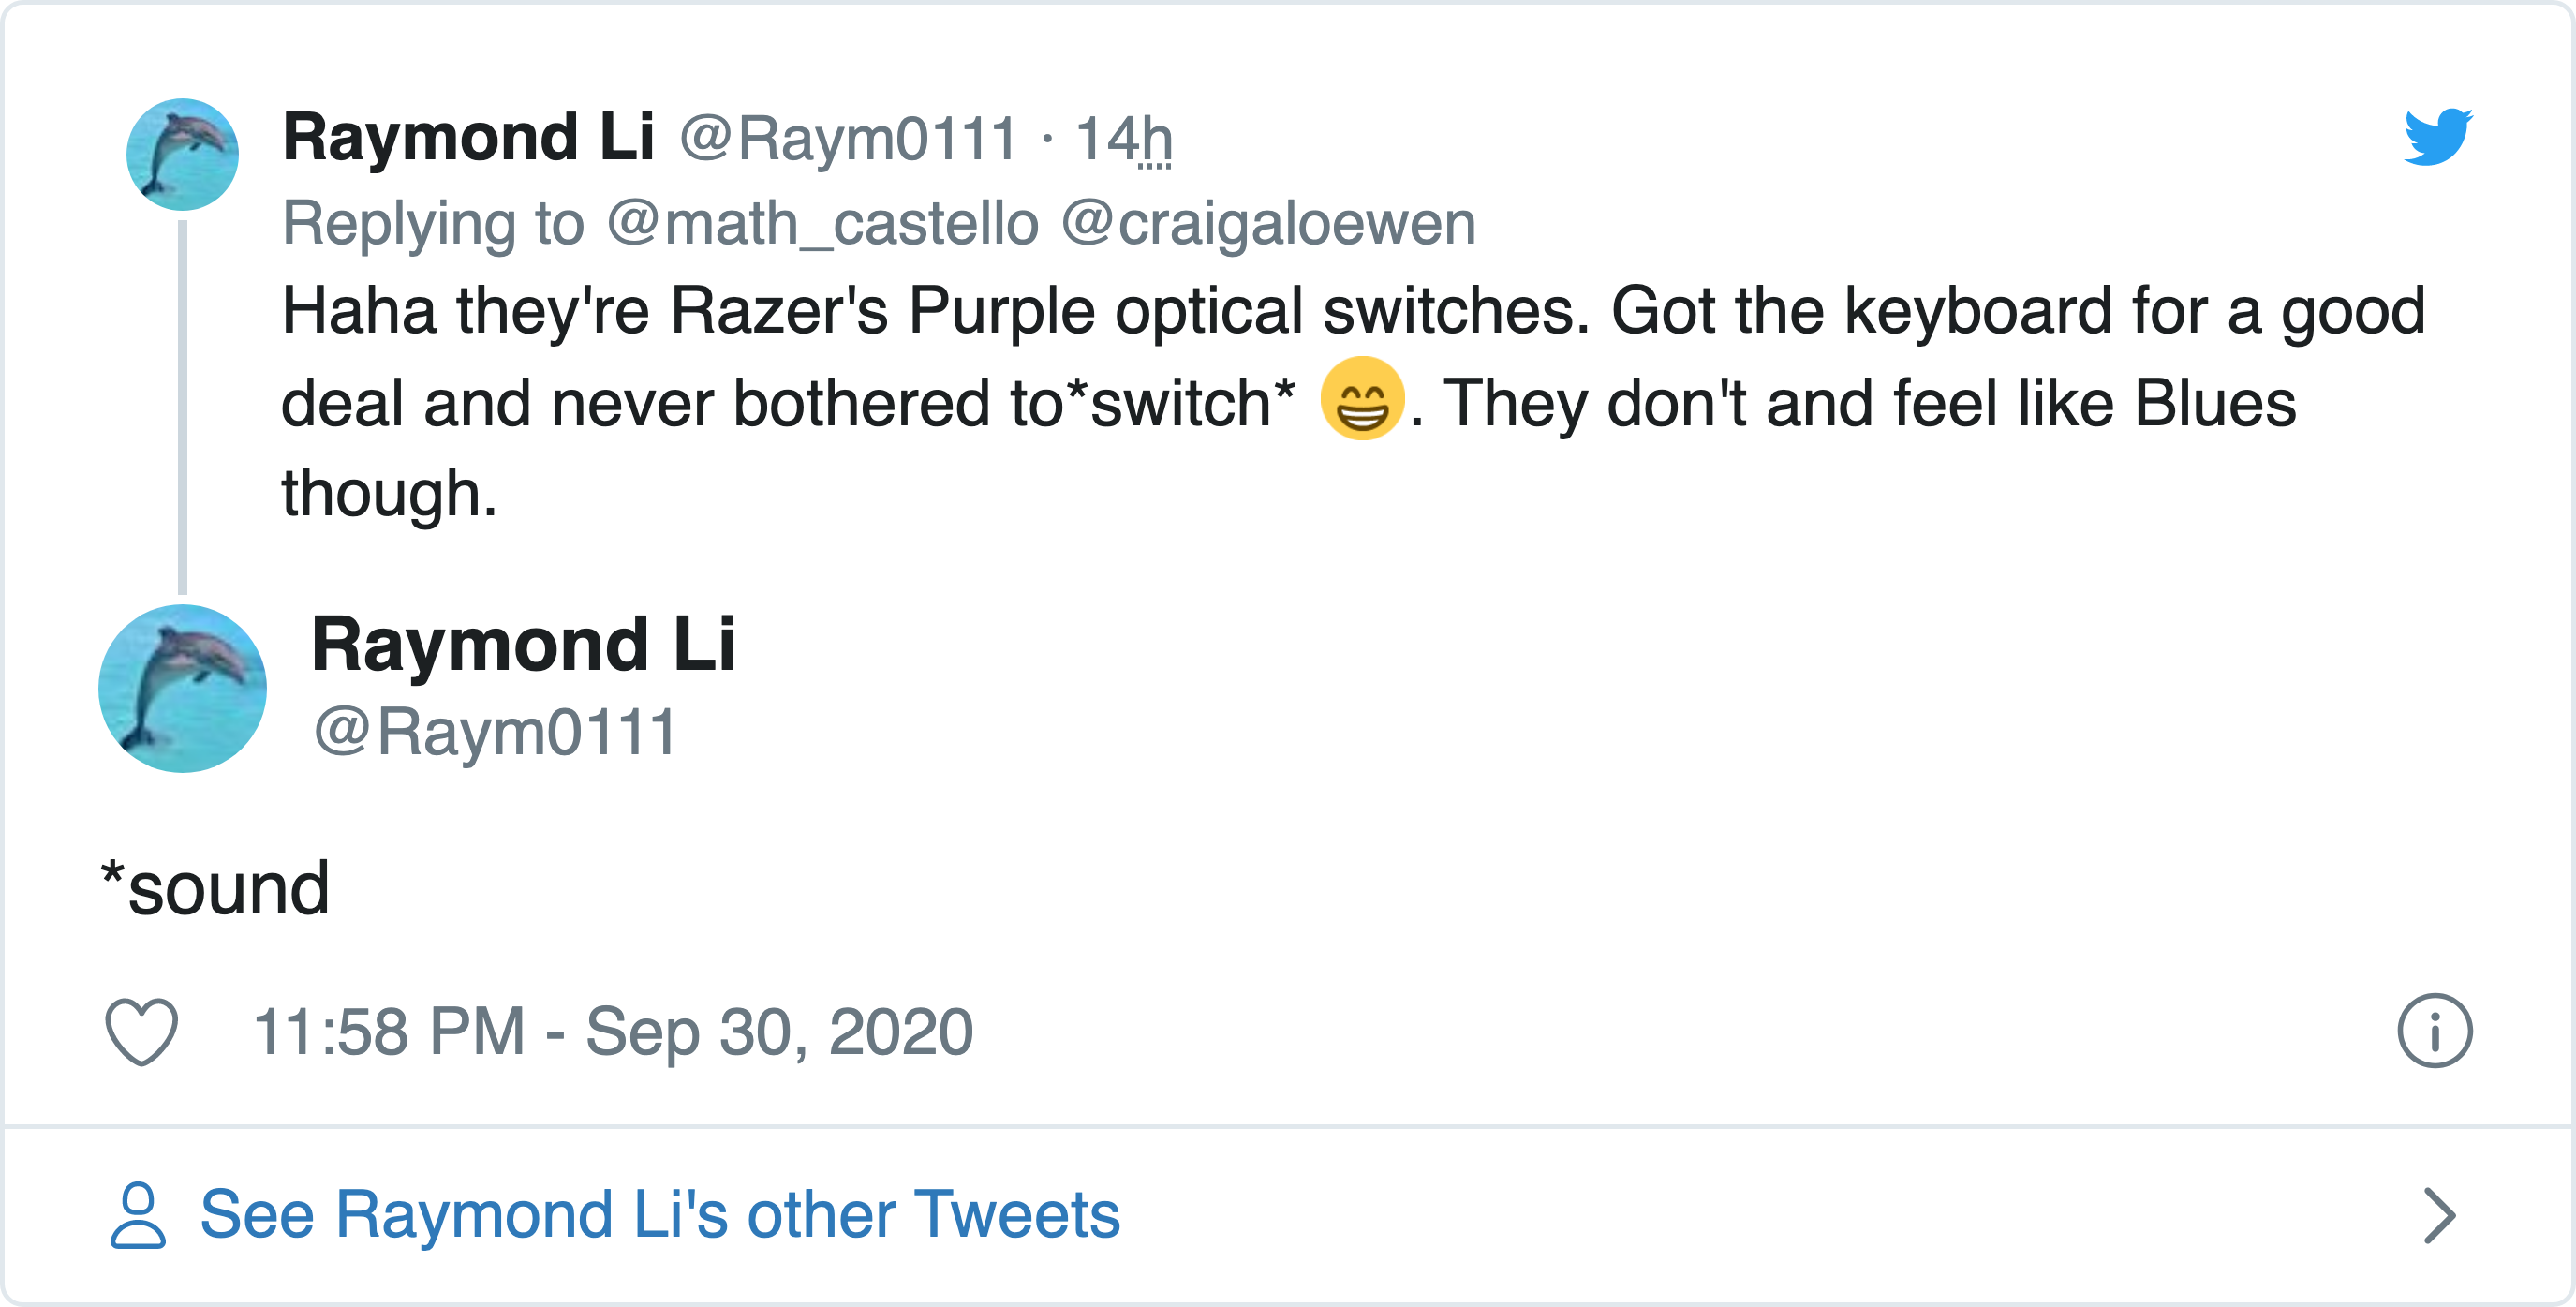 Raymond Li @Raym0111 · 14h
Replying to @math_castello @craigaloewen
Haha they're Razer's Purple optical switches. Got the keyboard for a good
deal and never bothered to*switch* 😁. They don't and feel like Blues
though.
Raymond Li
@Raym0111
*sound
11:58 PM - Sep 30, 2020
See Raymond Li's other Tweets